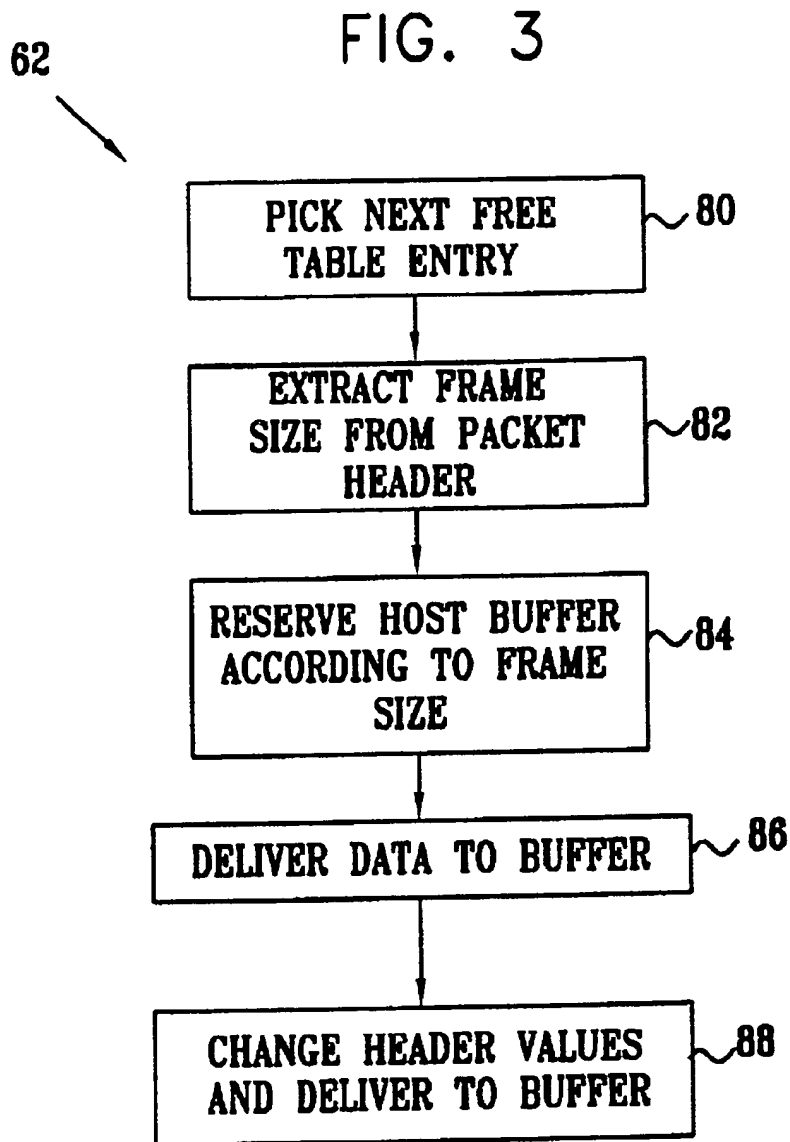 FIG. 3
62
PICK NEXT FREE
TABLE ENTRY
80
EXTRACT FRAME
SIZE FROM PACKET
HEADER
82
RESERVE HOST BUFFER
ACCORDING TO FRAME
SIZE
84
DELIVER DATA TO BUFFER
86
CHANGE HEADER VALUES
AND DELIVER TO BUFFER
88